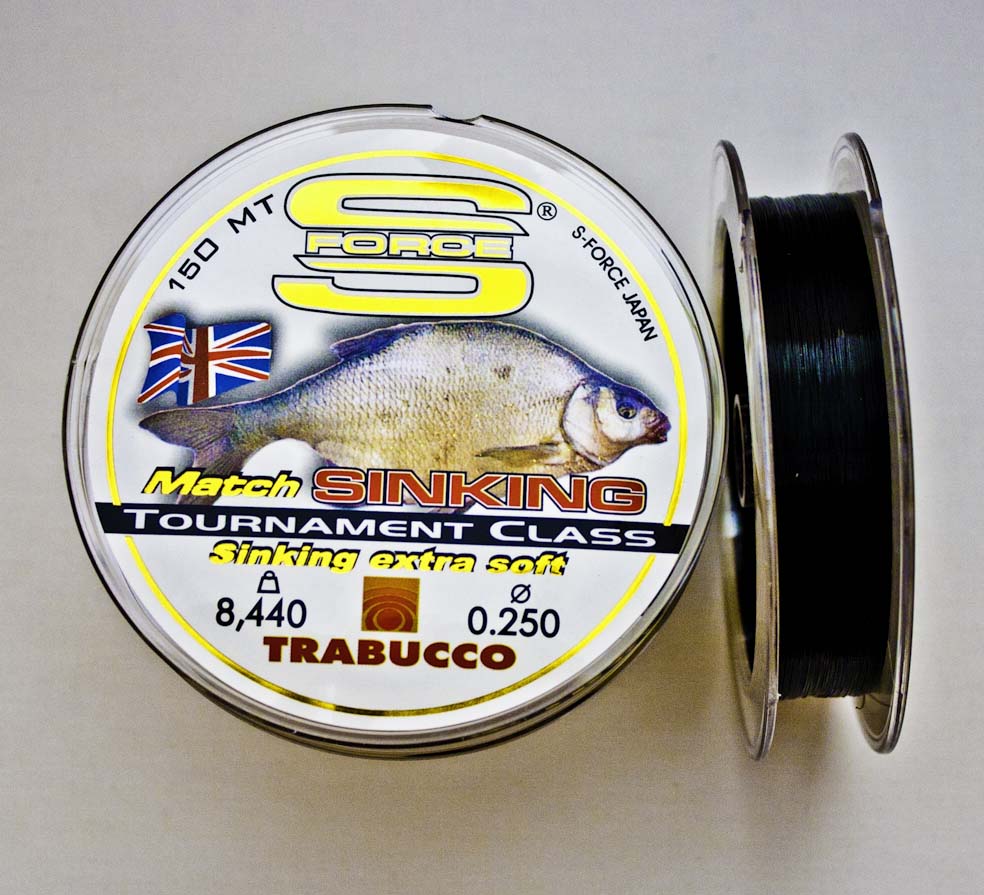 150 MT
S
FORCE
®
S-FORCE JAPAN
Match SINKING
TOURNAMENT CLASS
Sinking extra soft
8,440
Ø
0.250
TRABUCCO